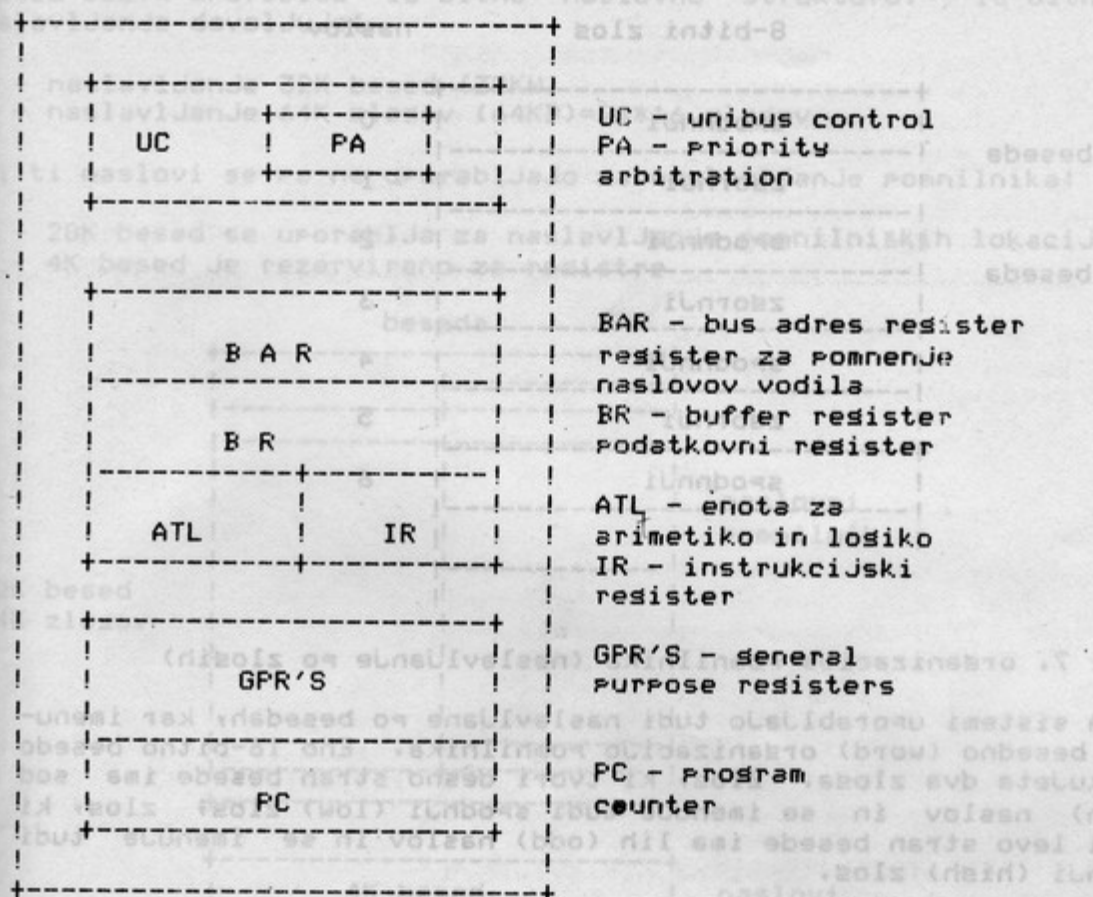 UC - unibus control
UC ! PA ! PA - priority
arbitration
BAR - bus adres register
B A R register za pomnenje
naslovov vodila
BR - buffer register
B R podatkovni register
ATL - enota za
ATL ! IR arimetiko in logiko
IR - instrukcijski
register
GPR'S - general
GPR'S purpose registers
PC - program
PC counter